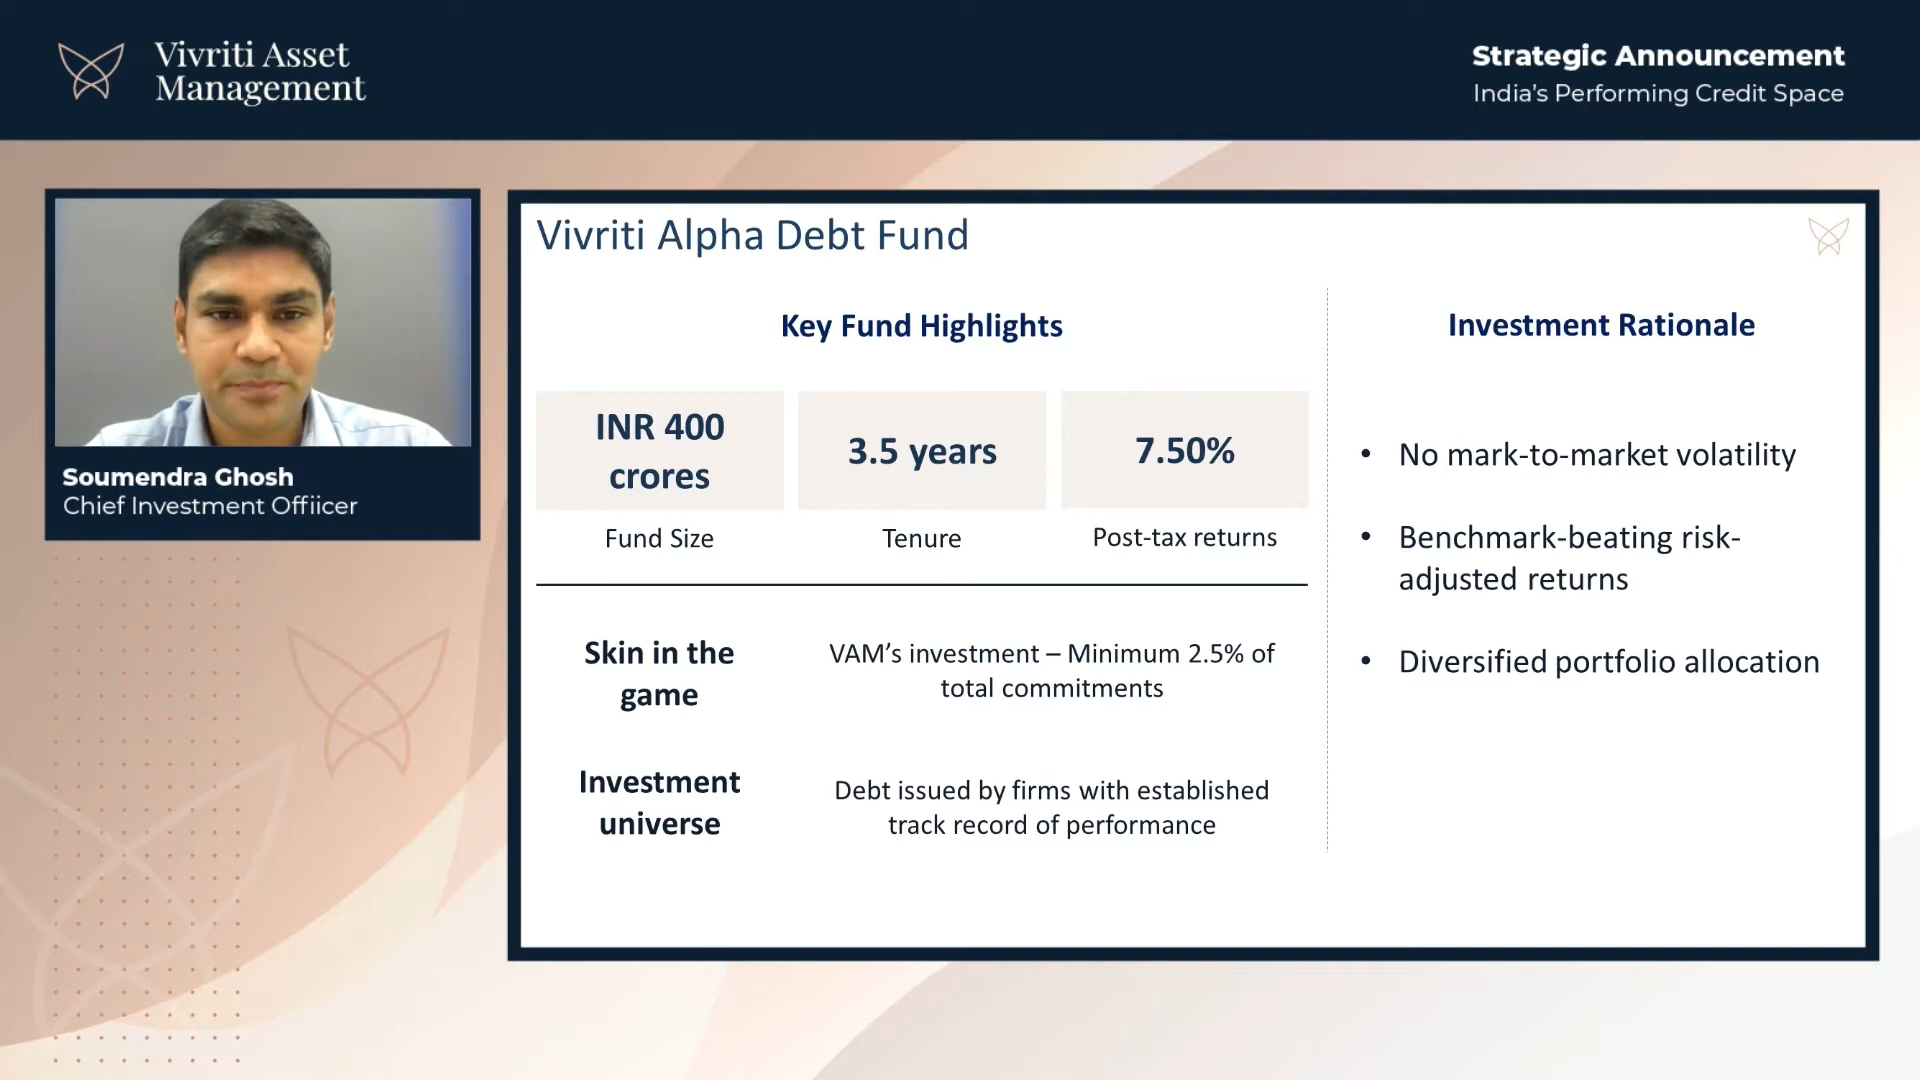 Vivriti Asset
Management
Strategic Announcement
India's Performing Credit Space
Soumendra Ghosh
Chief Investment Offiicer
Vivriti Alpha Debt Fund
Key Fund Highlights
INR 400
crores
Fund Size
3.5 years
Tenure
7.50%
Post-tax returns
Skin in the
game
VAM’s investment – Minimum 2.5% of
total commitments
Investment
universe
Debt issued by firms with established
track record of performance
Investment Rationale
• No mark-to-market volatility
• Benchmark-beating risk-
adjusted returns
• Diversified portfolio allocation